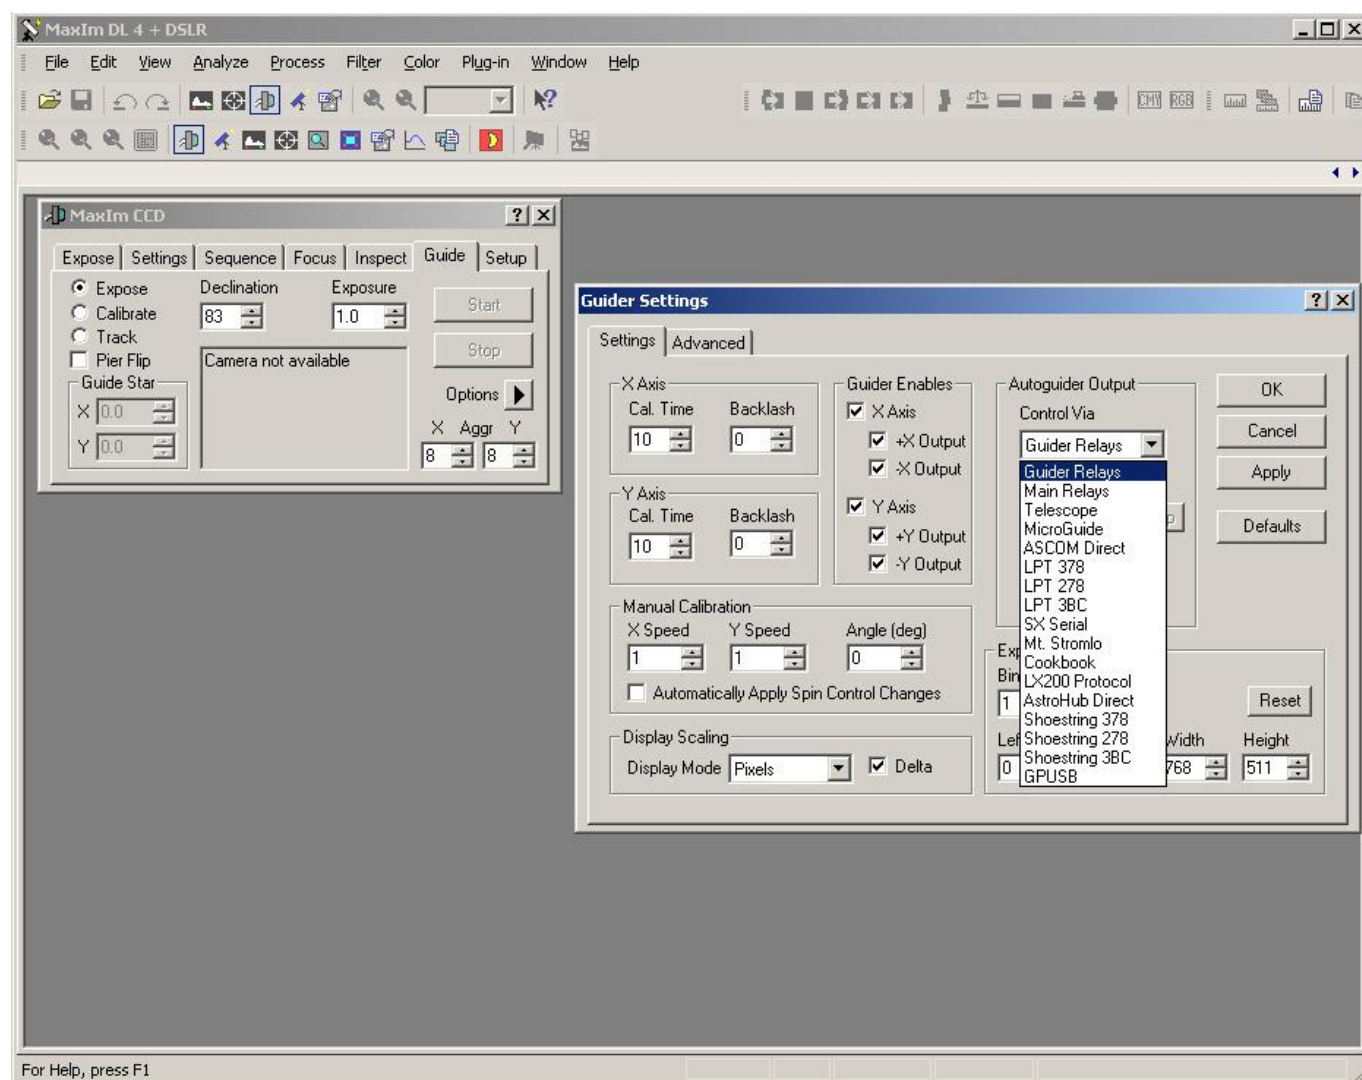 MaxIm DL 4 + DSLR
File Edit View Analyze Process Filter Color Plug-in Window Help
CMY RGB
MaxIm CCD
Expose Settings Sequence Focus Inspect Guide Setup
Expose Declination Exposure
Calibrate 83 1.0 Start
Track
Pier Flip Camera not available Stop
Guide Star Options
X 0.0 X Aggr Y
Y 0.0 8 8
Guider Settings
Settings Advanced
X Axis Guider Enables Autoguider Output OK
Cal. Time Backlash X Axis Control Via
10 0 +X Output Guider Relays Cancel
-X Output Guider Relays Apply
Y Axis Main Relays
Cal. Time Backlash Y Axis Telescope
10 0 +Y Output MicroGuide Defaults
-Y Output ASCOM Direct
LPT 378
LPT 278
Manual Calibration LPT 3BC
X Speed Y Speed Angle (deg) SX Serial
1 1 0 Mt. Stromlo
Cookbook
Automatically Apply Spin Control Changes LX200 Protocol
1 AstroHub Direct Reset
Shoestring 378
Display Scaling Shoestring 278 Width Height
Display Mode Pixels Delta 0 Shoestring 3BC 768 511
GPUSB
For Help, press F1